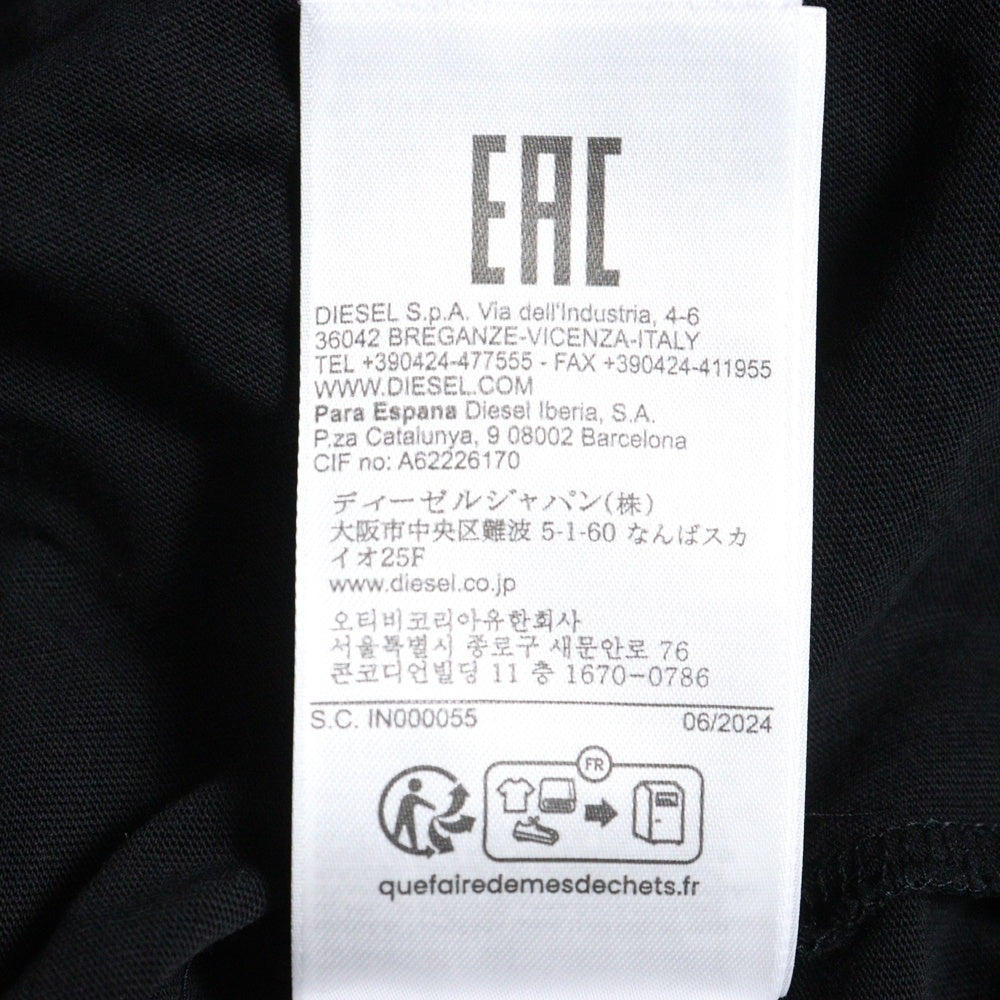 EAC
DIESEL S.p.A. Via dell'Industria, 4-6
36042 BREGANZE-VICENZA-ITALY
TEL +390424-477555 - FAX +390424-411955
WWW.DIESEL.COM
Para Espana Diesel Iberia, S.A.
P.za Catalunya, 9 08002 Barcelona
CIF no: A62226170
ディーゼルジャパン(株)
大阪市中央区難波 5-1-60 なんばスカ
イオ25F
www.diesel.co.jp
오티비코리아유한회사
서울특별시 종로구 새문안로 76
콘코디언빌딩 11 층 1670-0786
S.C. IN000055 06/2024
FR
quefairedemesdechets.fr